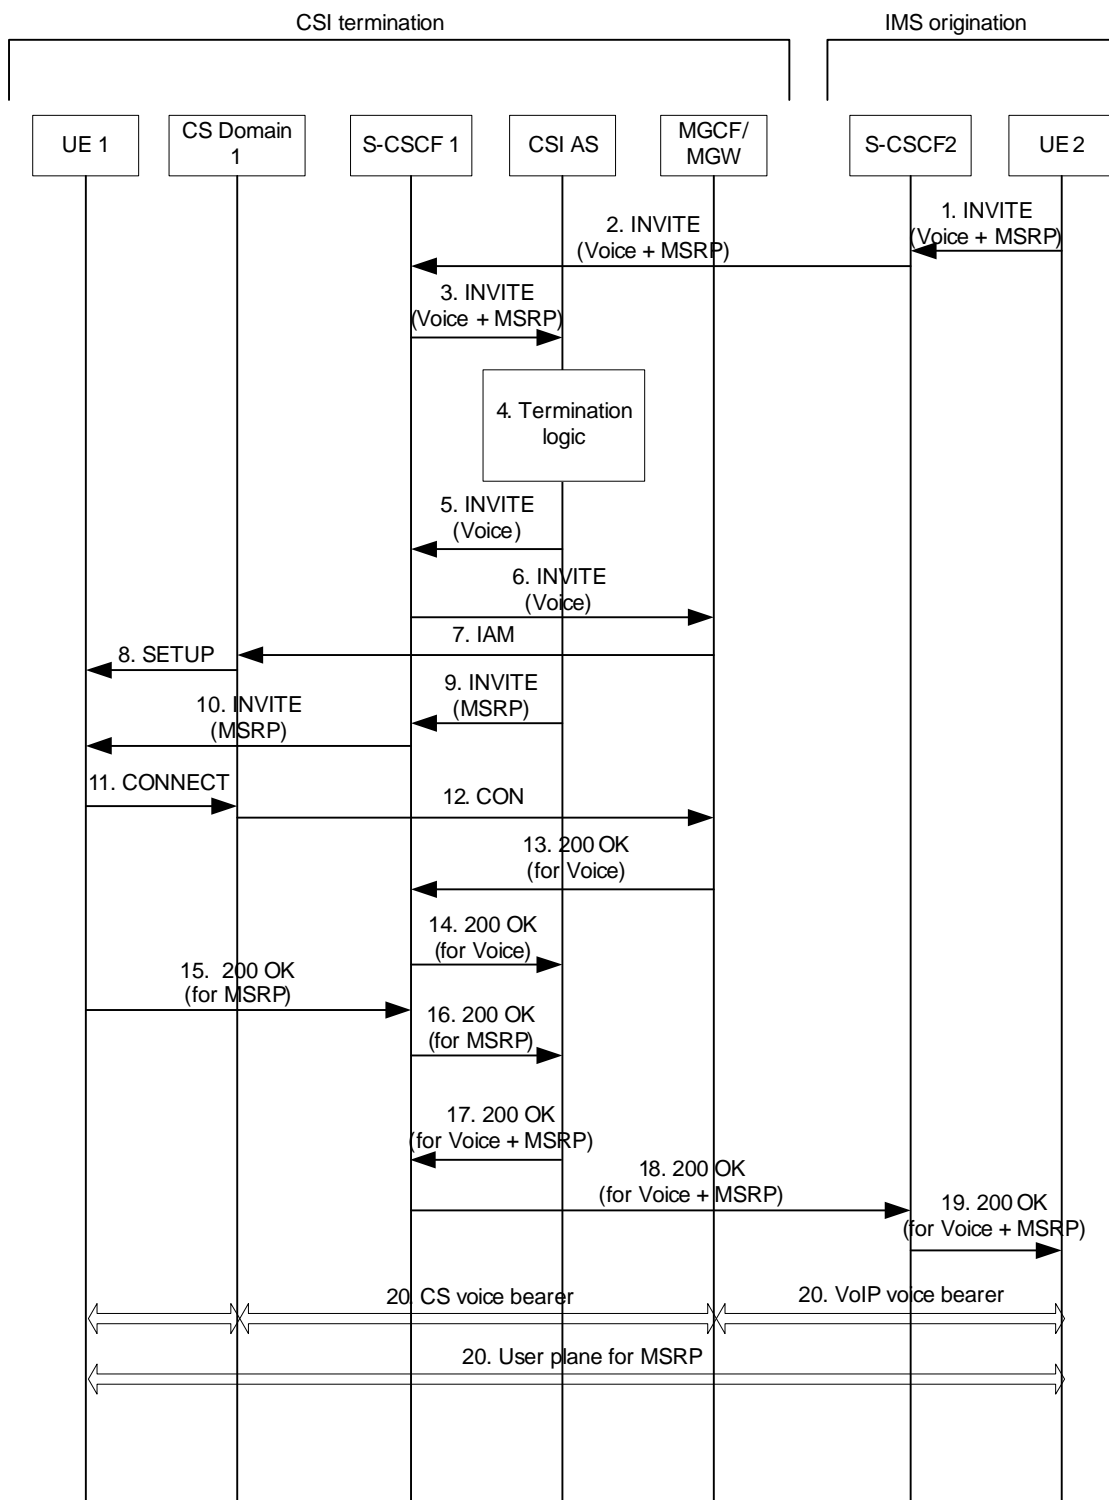 CSI termination
IMS origination
UE 1
CS Domain
1
S-CSCF 1
CSI AS
MGCF/
MGW
S-CSCF2
UE 2
1. INVITE
(Voice + MSRP)
2. INVITE
(Voice + MSRP)
3. INVITE
(Voice + MSRP)
4. Termination
logic
5. INVITE
(Voice)
6. INVITE
(Voice)
7. IAM
8. SETUP
9. INVITE
(MSRP)
10. INVITE
(MSRP)
11. CONNECT
12. CON
13. 200 OK
(for Voice)
14. 200 OK
(for Voice)
15. 200 OK
(for MSRP)
16. 200 OK
(for MSRP)
17. 200 OK
(for Voice + MSRP)
18. 200 OK
(for Voice + MSRP)
19. 200 OK
(for Voice + MSRP)
20. CS voice bearer
20. VoIP voice bearer
20. User plane for MSRP